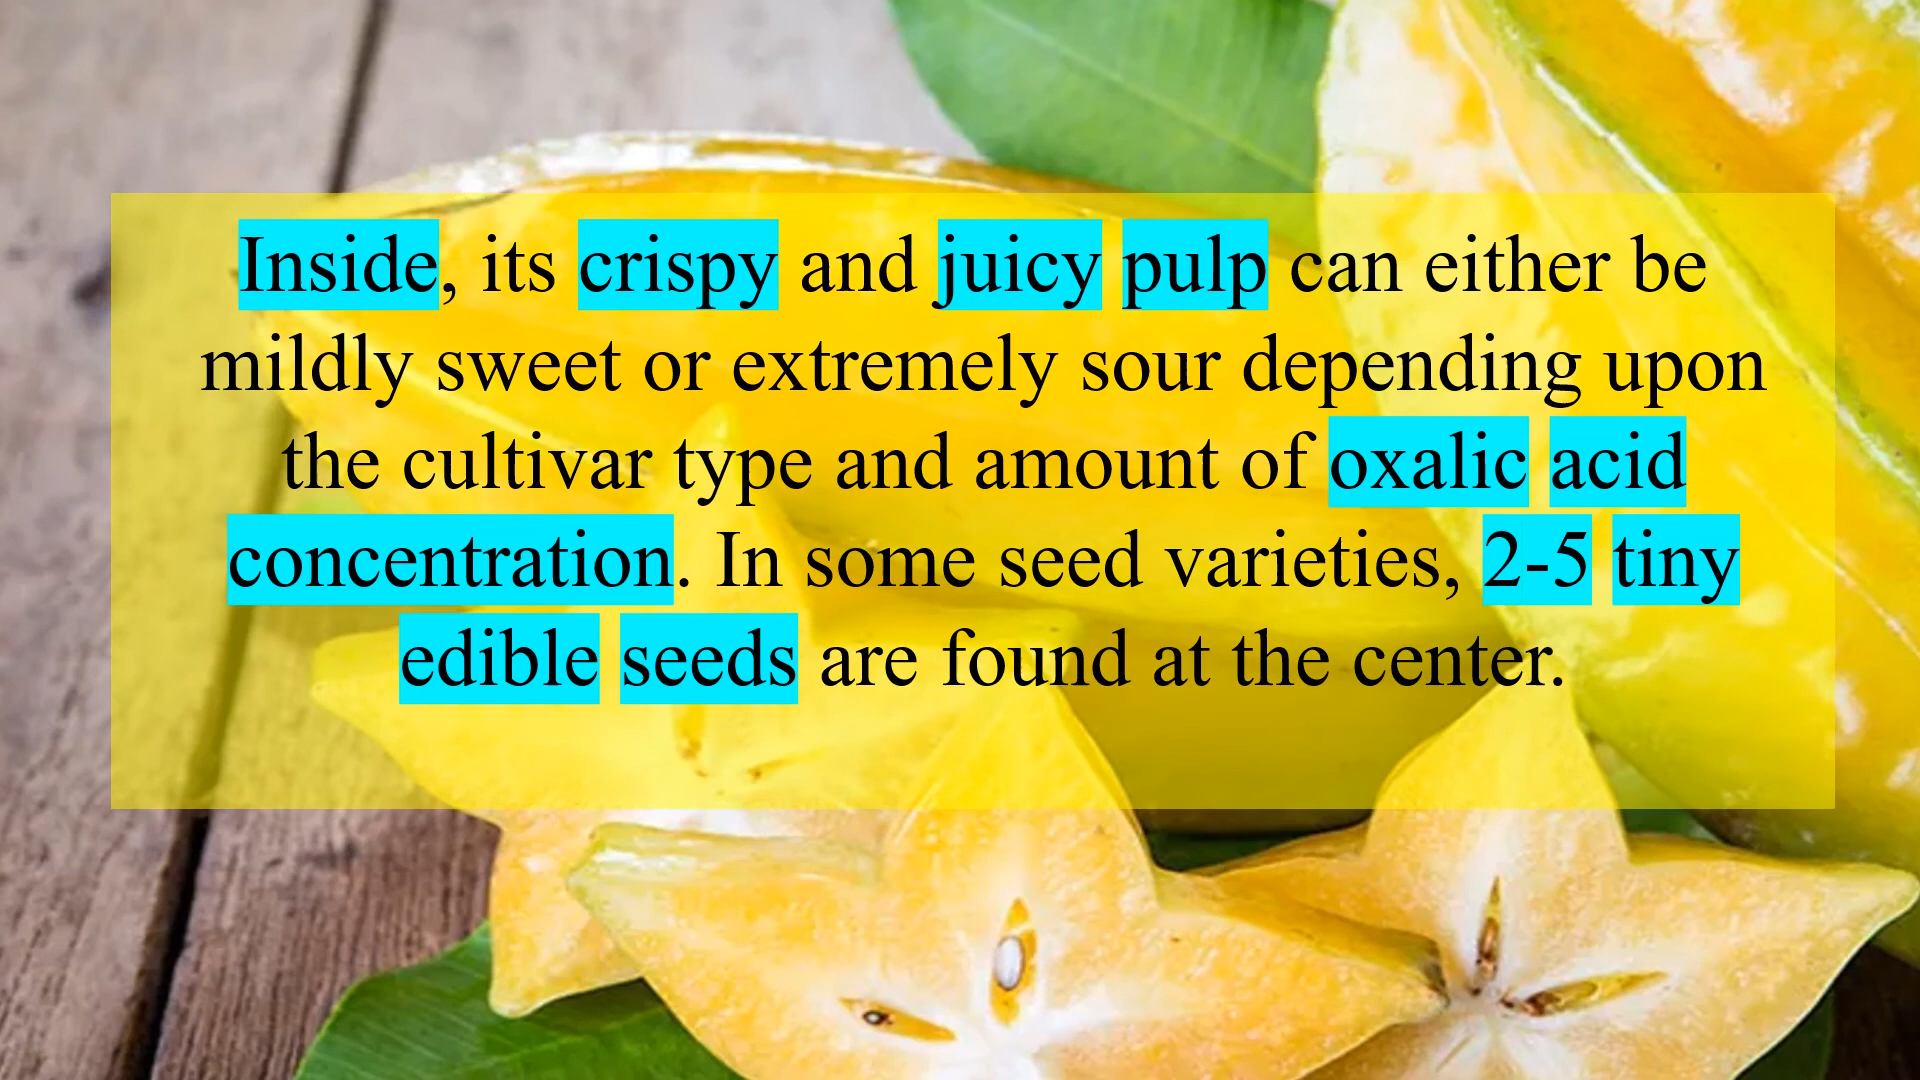 Inside, its crispy and juicy pulp can either be
mildly sweet or extremely sour depending upon
the cultivar type and amount of oxalic acid
concentration. In some seed varieties, 2-5 tiny
edible seeds are found at the center.